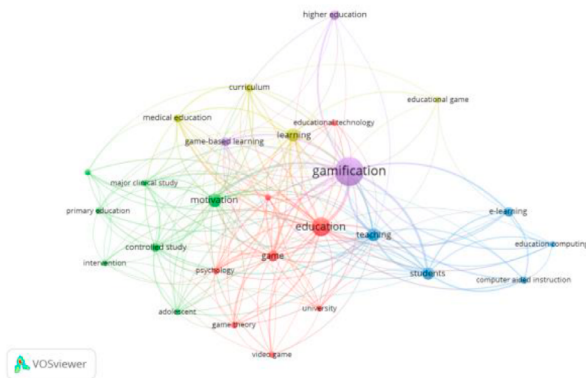 higher education
curriculum
educational game
medical education
educational technology
learning
game-based learning
gamification
major clinical study
motivation
primary education
e-learning
education
teaching
controlled study
education computing
game
intervention
psychology
students
computer aided instruction
adolescent
university
game theory
video game
VOSviewer